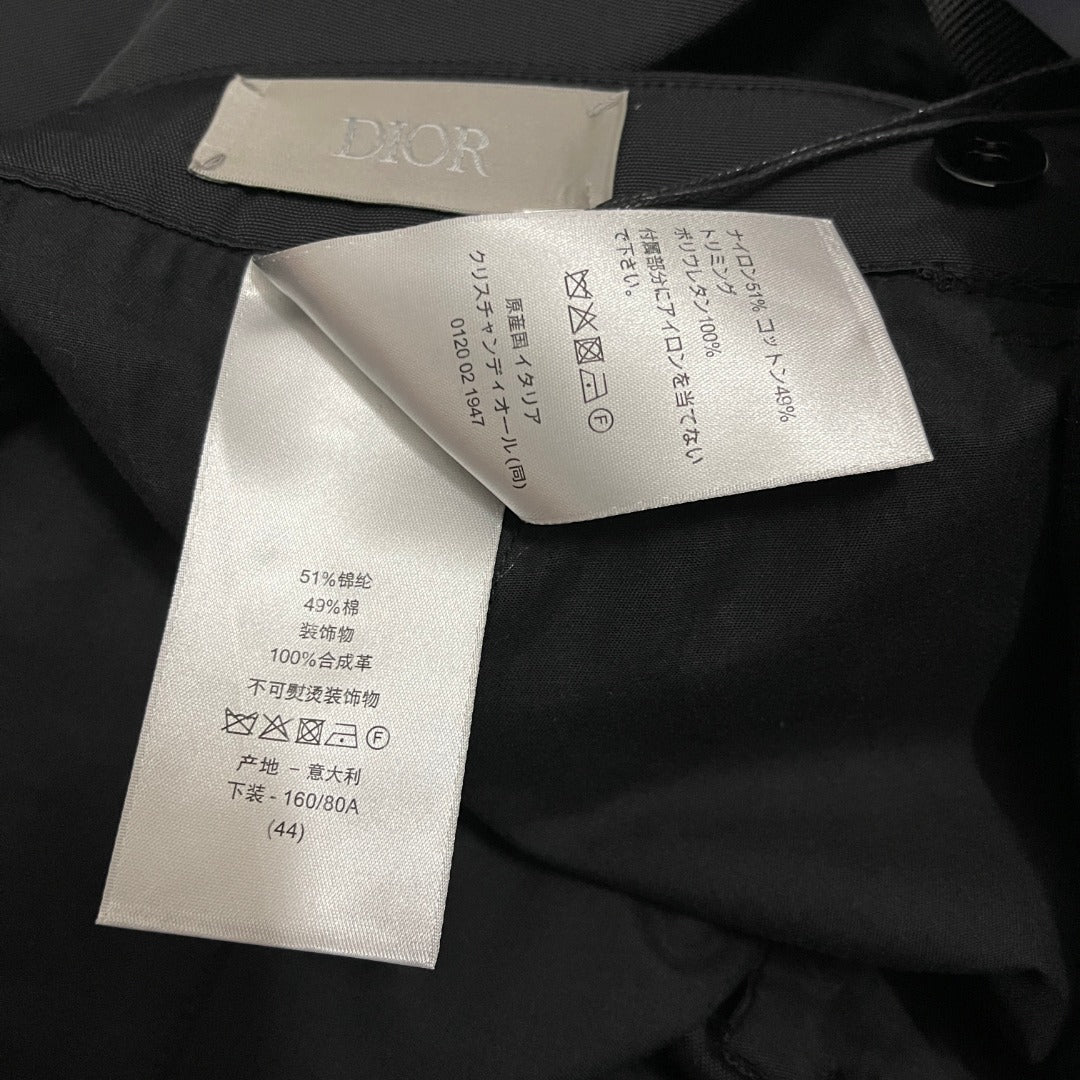 DIOR
ナイロン51% コットン49%
トリミング
ポリウレタン100%
付属部分にアイロンを当てない
で下さい。
F
原産国イタリア
クリスチャンディオール(同)
0120 02 1947
51%锦纶
49%棉
装饰物
100%合成革
不可熨烫装饰物
F
产地 – 意大利
下装 - 160/80A
(44)